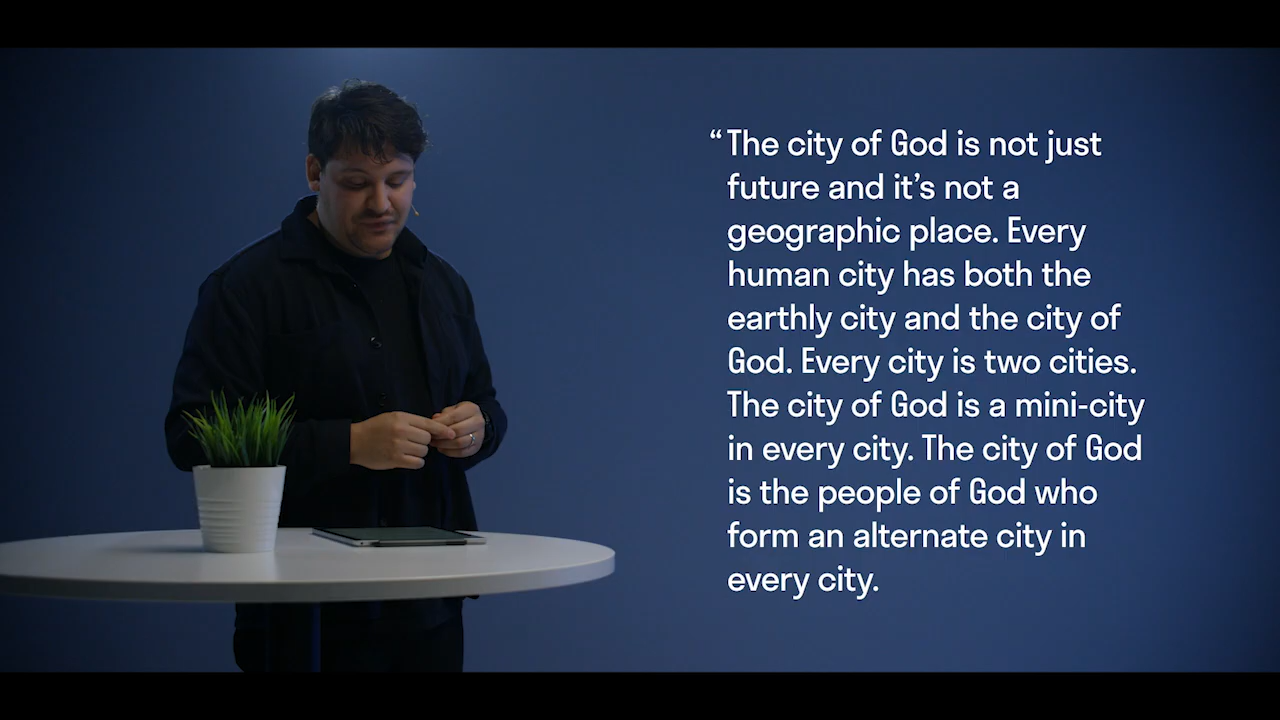 “The city of God is not just
future and it’s not a
geographic place. Every
human city has both the
earthly city and the city of
God. Every city is two cities.
The city of God is a mini-city
in every city. The city of God
is the people of God who
form an alternate city in
every city.